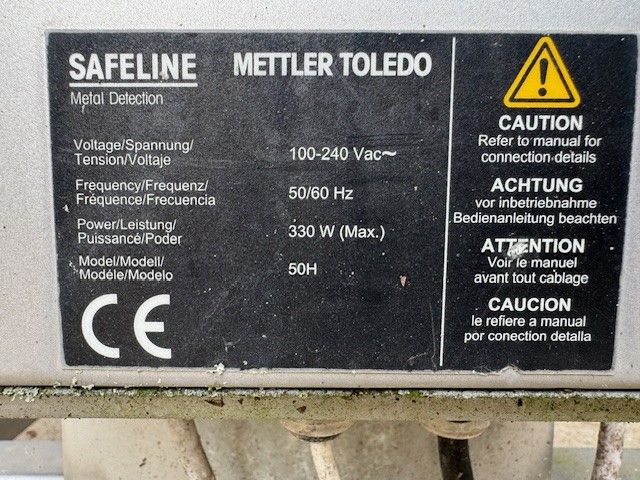 SAFELINE METTLER TOLEDO
Metal Detection
Voltage/Spannung/
Tension/Voltaje 100-240 Vac~
Frequency/Frequenz/
Fréquence/Frecuencia 50/60 Hz
Power/Leistung/
Puissancé/Poder 330 W (Max.)
Model/Modell/
Modéle/Modelo 50H
CE
CAUTION
Refer to manual for
connection details
ACHTUNG
vor inbetriebnahme
Bedienanleitung beachten
ATTENTION
Voir le manuel
avant tout cablage
CAUCION
le refiere a manual
por conection detalla